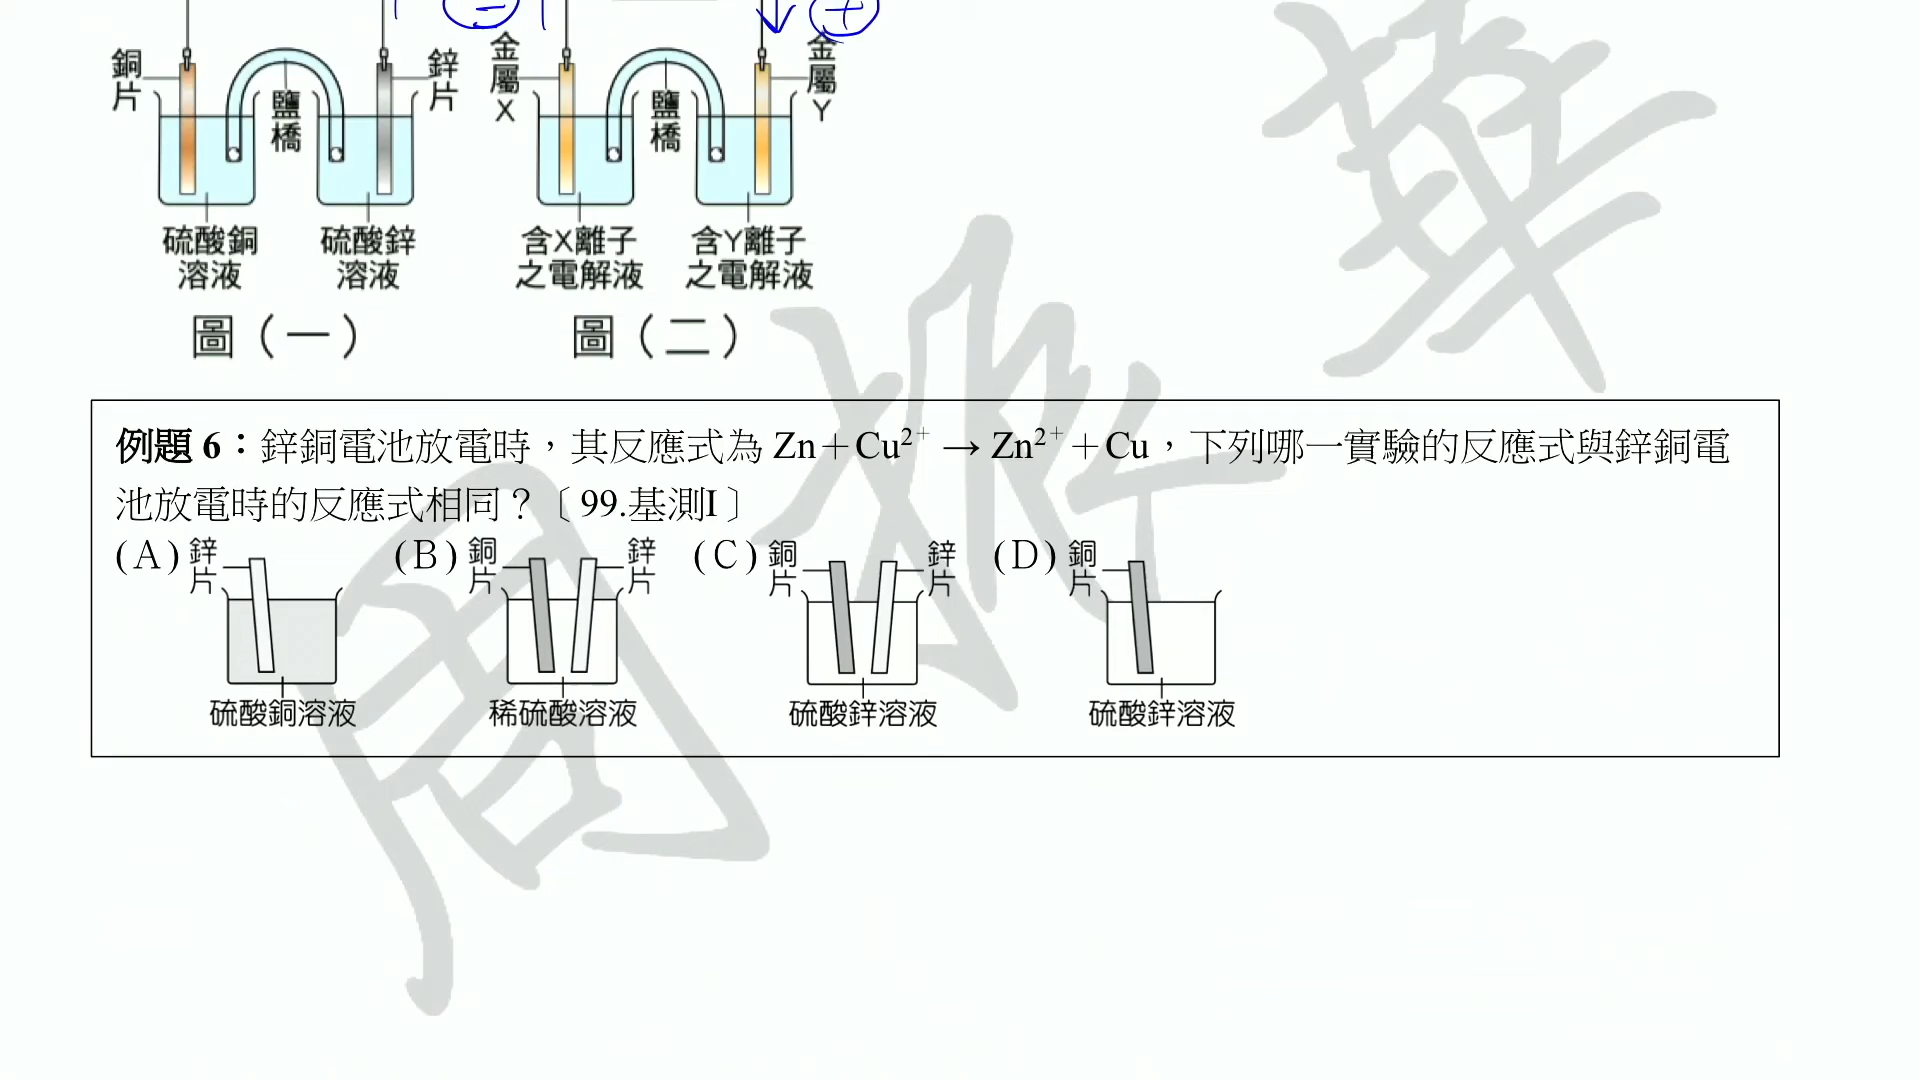 − ＋
銅片 鹽橋 鋅片
硫酸銅溶液 硫酸鋅溶液
圖（一）
金屬X 鹽橋 金屬Y
含X離子之電解液 含Y離子之電解液
圖（二）
例題 6：鋅銅電池放電時，其反應式為 Zn＋Cu²⁺ → Zn²⁺＋Cu，下列哪一實驗的反應式與鋅銅電
池放電時的反應式相同？〔 99.基測I 〕
(A) 鋅片 硫酸銅溶液
(B) 銅片 鋅片 稀硫酸溶液
(C) 銅片 鋅片 硫酸鋅溶液
(D) 銅片 硫酸鋅溶液